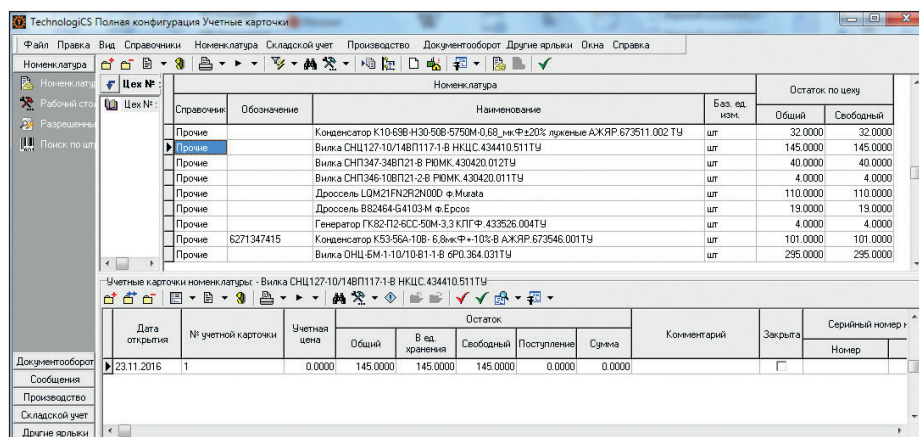 TechnologiCS Полная конфигурация Учетные карточки
Файл Правка Вид Справочники Номенклатура Складской учет Производство Документооборот Другие ярлыки Окна Справка
Номенклатура
Номенклату
Рабочий сто
Разрешенны
Поиск по шт
Цех № :
Цех № :
Номенклатура Остаток по цеху
Справочник Обозначение Наименование Баз. ед. изм. Общий Свободный
Прочие Конденсатор К10-69В-Н30-50В-5750М-0,68_мкФ±20% луженые АЖЯР.673511.002 ТУ шт 32.0000 32.0000
Прочие Вилка СНЦ127-10/14ВП117-1-В НКЦС.434410.511ТУ шт 145.0000 145.0000
Прочие Вилка СНП347-34ВП21-В РЮМК.430420.012ТУ шт 40.0000 40.0000
Прочие Вилка СНП346-10ВП21-2-В РЮМК.430420.011ТУ шт 4.0000 4.0000
Прочие Дроссель LQM21FN2R2N00D ф.Murata шт 110.0000 110.0000
Прочие Дроссель B82464-G4103-M ф.Epcos шт 19.0000 19.0000
Прочие Генератор ГК82-П2-6СС-50М-3,3 КПГФ.433526.004ТУ шт 4.0000 4.0000
Прочие 6271347415 Конденсатор К53-56А-10В- 6,8мкФ+-10%-В АЖЯР.673546.001ТУ шт 101.0000 101.0000
Прочие Вилка ОНЦ-БМ-1-10/10-В1-1-В бР0.364.031ТУ шт 295.0000 295.0000
Учетные карточки номенклатуры: - Вилка СНЦ127-10/14ВП117-1-В НКЦС.434410.511ТУ
Дата открытия № учетной карточки Учетная цена Остаток Комментарий Закрыта Серийный номер н
Общий В ед. хранения Свободный Поступление Сумма Номер
23.11.2016 1 0.0000 145.0000 145.0000 145.0000 0.0000 0.0000
Документооборот
Сообщения
Производство
Складской учет
Другие ярлыки